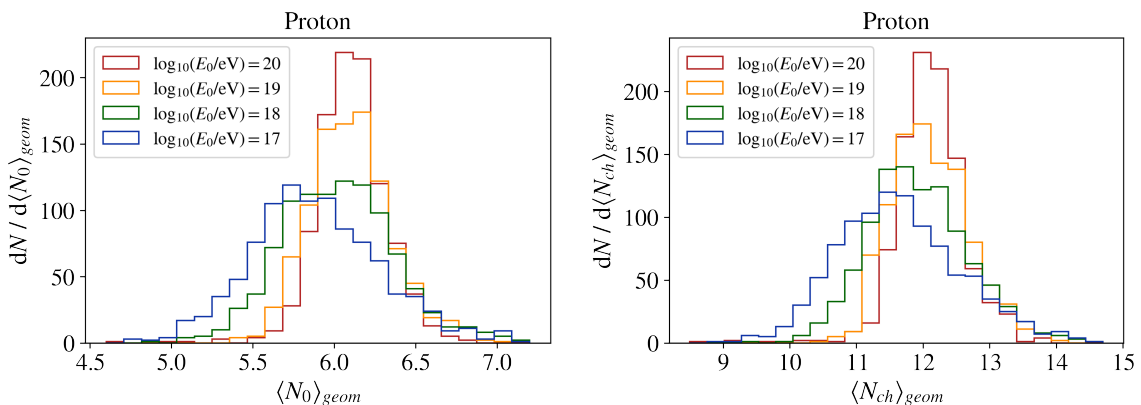 Proton
log₁₀(E₀/eV) = 20
log₁₀(E₀/eV) = 19
log₁₀(E₀/eV) = 18
log₁₀(E₀/eV) = 17
dN / d⟨N₀⟩geom
200
150
100
50
0
4.5 5.0 5.5 6.0 6.5 7.0
⟨N₀⟩geom
Proton
log₁₀(E₀/eV) = 20
log₁₀(E₀/eV) = 19
log₁₀(E₀/eV) = 18
log₁₀(E₀/eV) = 17
dN / d⟨Nch⟩geom
200
150
100
50
0
9 10 11 12 13 14 15
⟨Nch⟩geom